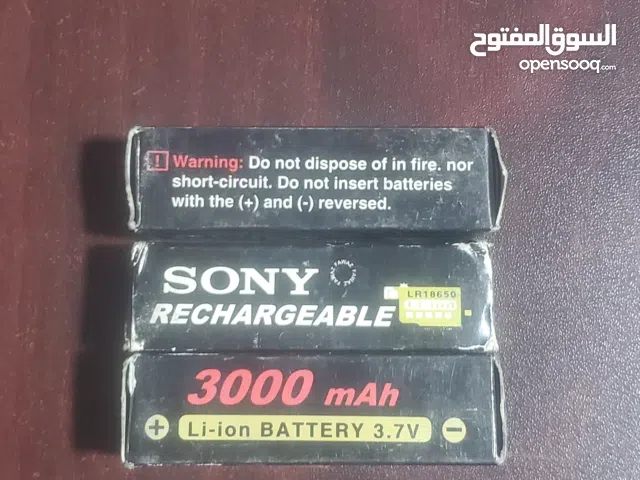 السوق المفتوح
opensooq.com
! Warning: Do not dispose of in fire. nor
short-circuit. Do not insert batteries
with the (+) and (-) reversed.
SONY
RECHARGEABLE
LR18650
3000 mAh
+ Li-ion BATTERY 3.7V −